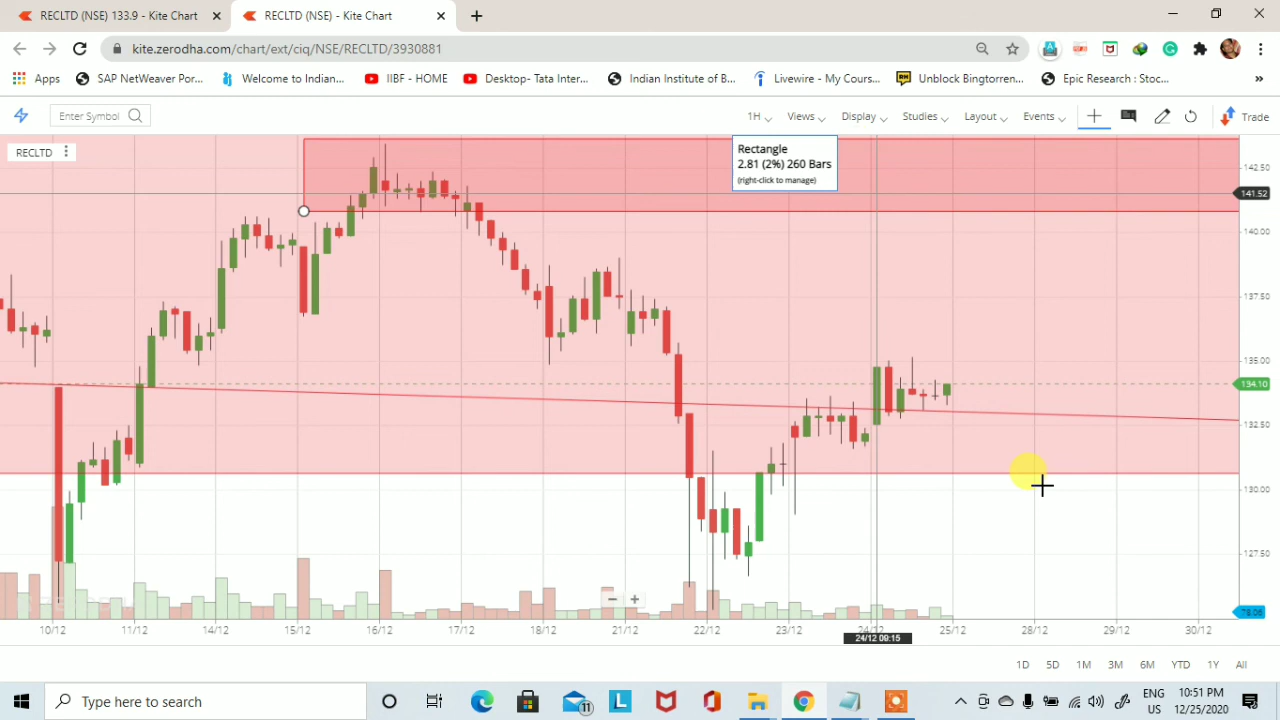 RECLTD (NSE) 133.9 - Kite Chart
RECLTD (NSE) - Kite Chart
kite.zerodha.com/chart/ext/ciq/NSE/RECLTD/3930881
Apps
SAP NetWeaver Por...
Welcome to Indian...
IIBF - HOME
Desktop- Tata Inter...
Indian Institute of B...
Livewire - My Cours...
Unblock Bingtorren...
Epic Research : Stoc...
»
Enter Symbol
1H
Views
Display
Studies
Layout
Events
Trade
RECLTD
Rectangle
2.81 (2%) 260 Bars
(right-click to manage)
142.50
141.52
140.00
137.50
135.00
134.10
132.50
130.00
127.50
78.06
10/12
11/12
14/12
15/12
16/12
17/12
18/12
21/12
22/12
23/12
24/12
25/12
28/12
29/12
30/12
24/12 09:15
1D
5D
1M
3M
6M
YTD
1Y
All
Type here to search
11
ENG
US
10:51 PM
12/25/2020